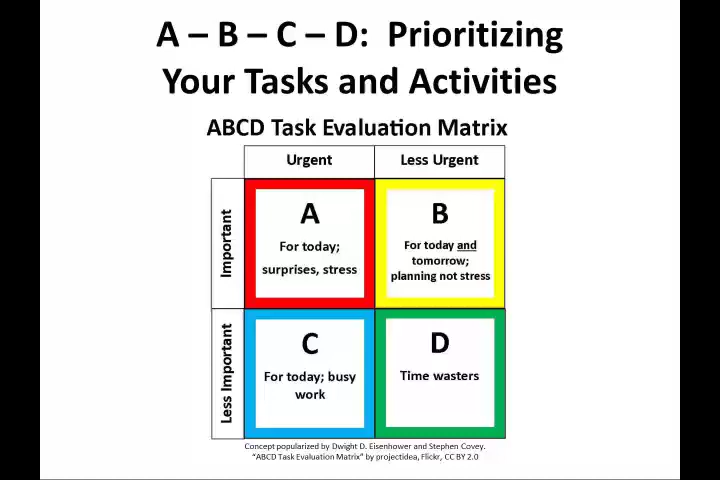 A – B – C – D:  Prioritizing
Your Tasks and Activities
ABCD Task Evaluation Matrix
Urgent
Less Urgent
Important
A
For today;
surprises, stress
B
For today and
tomorrow;
planning not stress
Less Important
C
For today; busy
work
D
Time wasters
Concept popularized by Dwight D. Eisenhower and Stephen Covey.
“ABCD Task Evaluation Matrix” by projectidea, Flickr, CC BY 2.0